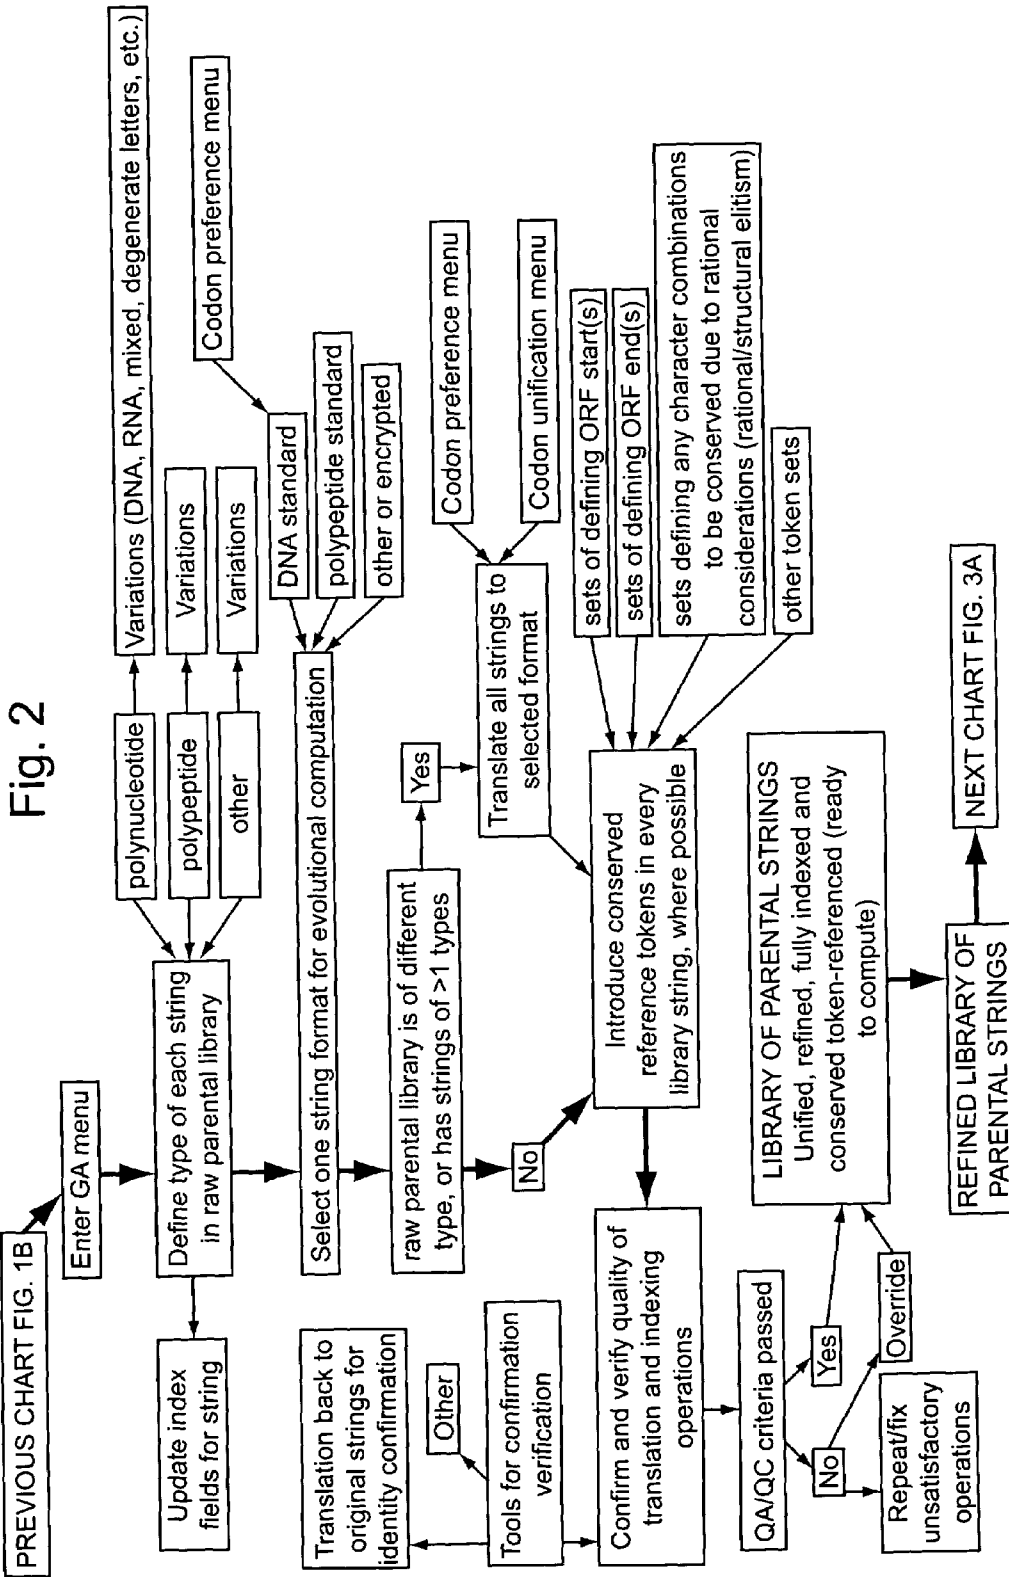 Fig. 2
PREVIOUS CHART FIG. 1B
Enter GA menu
Define type of each string
in raw parental library
Update index
fields for string
polynucleotide
polypeptide
other
Variations (DNA, RNA, mixed, degenerate letters, etc.)
Variations
Variations
Select one string format for evolutional computation
DNA standard
polypeptide standard
other or encrypted
Codon preference menu
raw parental library is of different
type, or has strings of >1 types
Yes
No
Translate all strings to
selected format
Codon preference menu
Codon unification menu
Introduce conserved
reference tokens in every
library string, where possible
sets of defining ORF start(s)
sets of defining ORF end(s)
sets defining any character combinations
to be conserved due to rational
considerations (rational/structural elitism)
other token sets
Translation back to
original strings for
identity confirmation
Other
Tools for confirmation
verification
Confirm and verify quality of
translation and indexing
operations
QA/QC criteria passed
Yes
No
Override
Repeat/fix
unsatisfactory
operations
LIBRARY OF PARENTAL STRINGS
Unified, refined, fully indexed and
conserved token-referenced (ready
to compute)
REFINED LIBRARY OF
PARENTAL STRINGS
NEXT CHART FIG. 3A